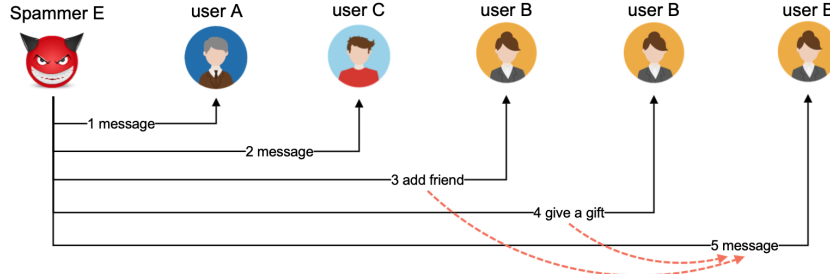 Spammer E
user A
user C
user B
user B
user B
1 message
2 message
3 add friend
4 give a gift
5 message